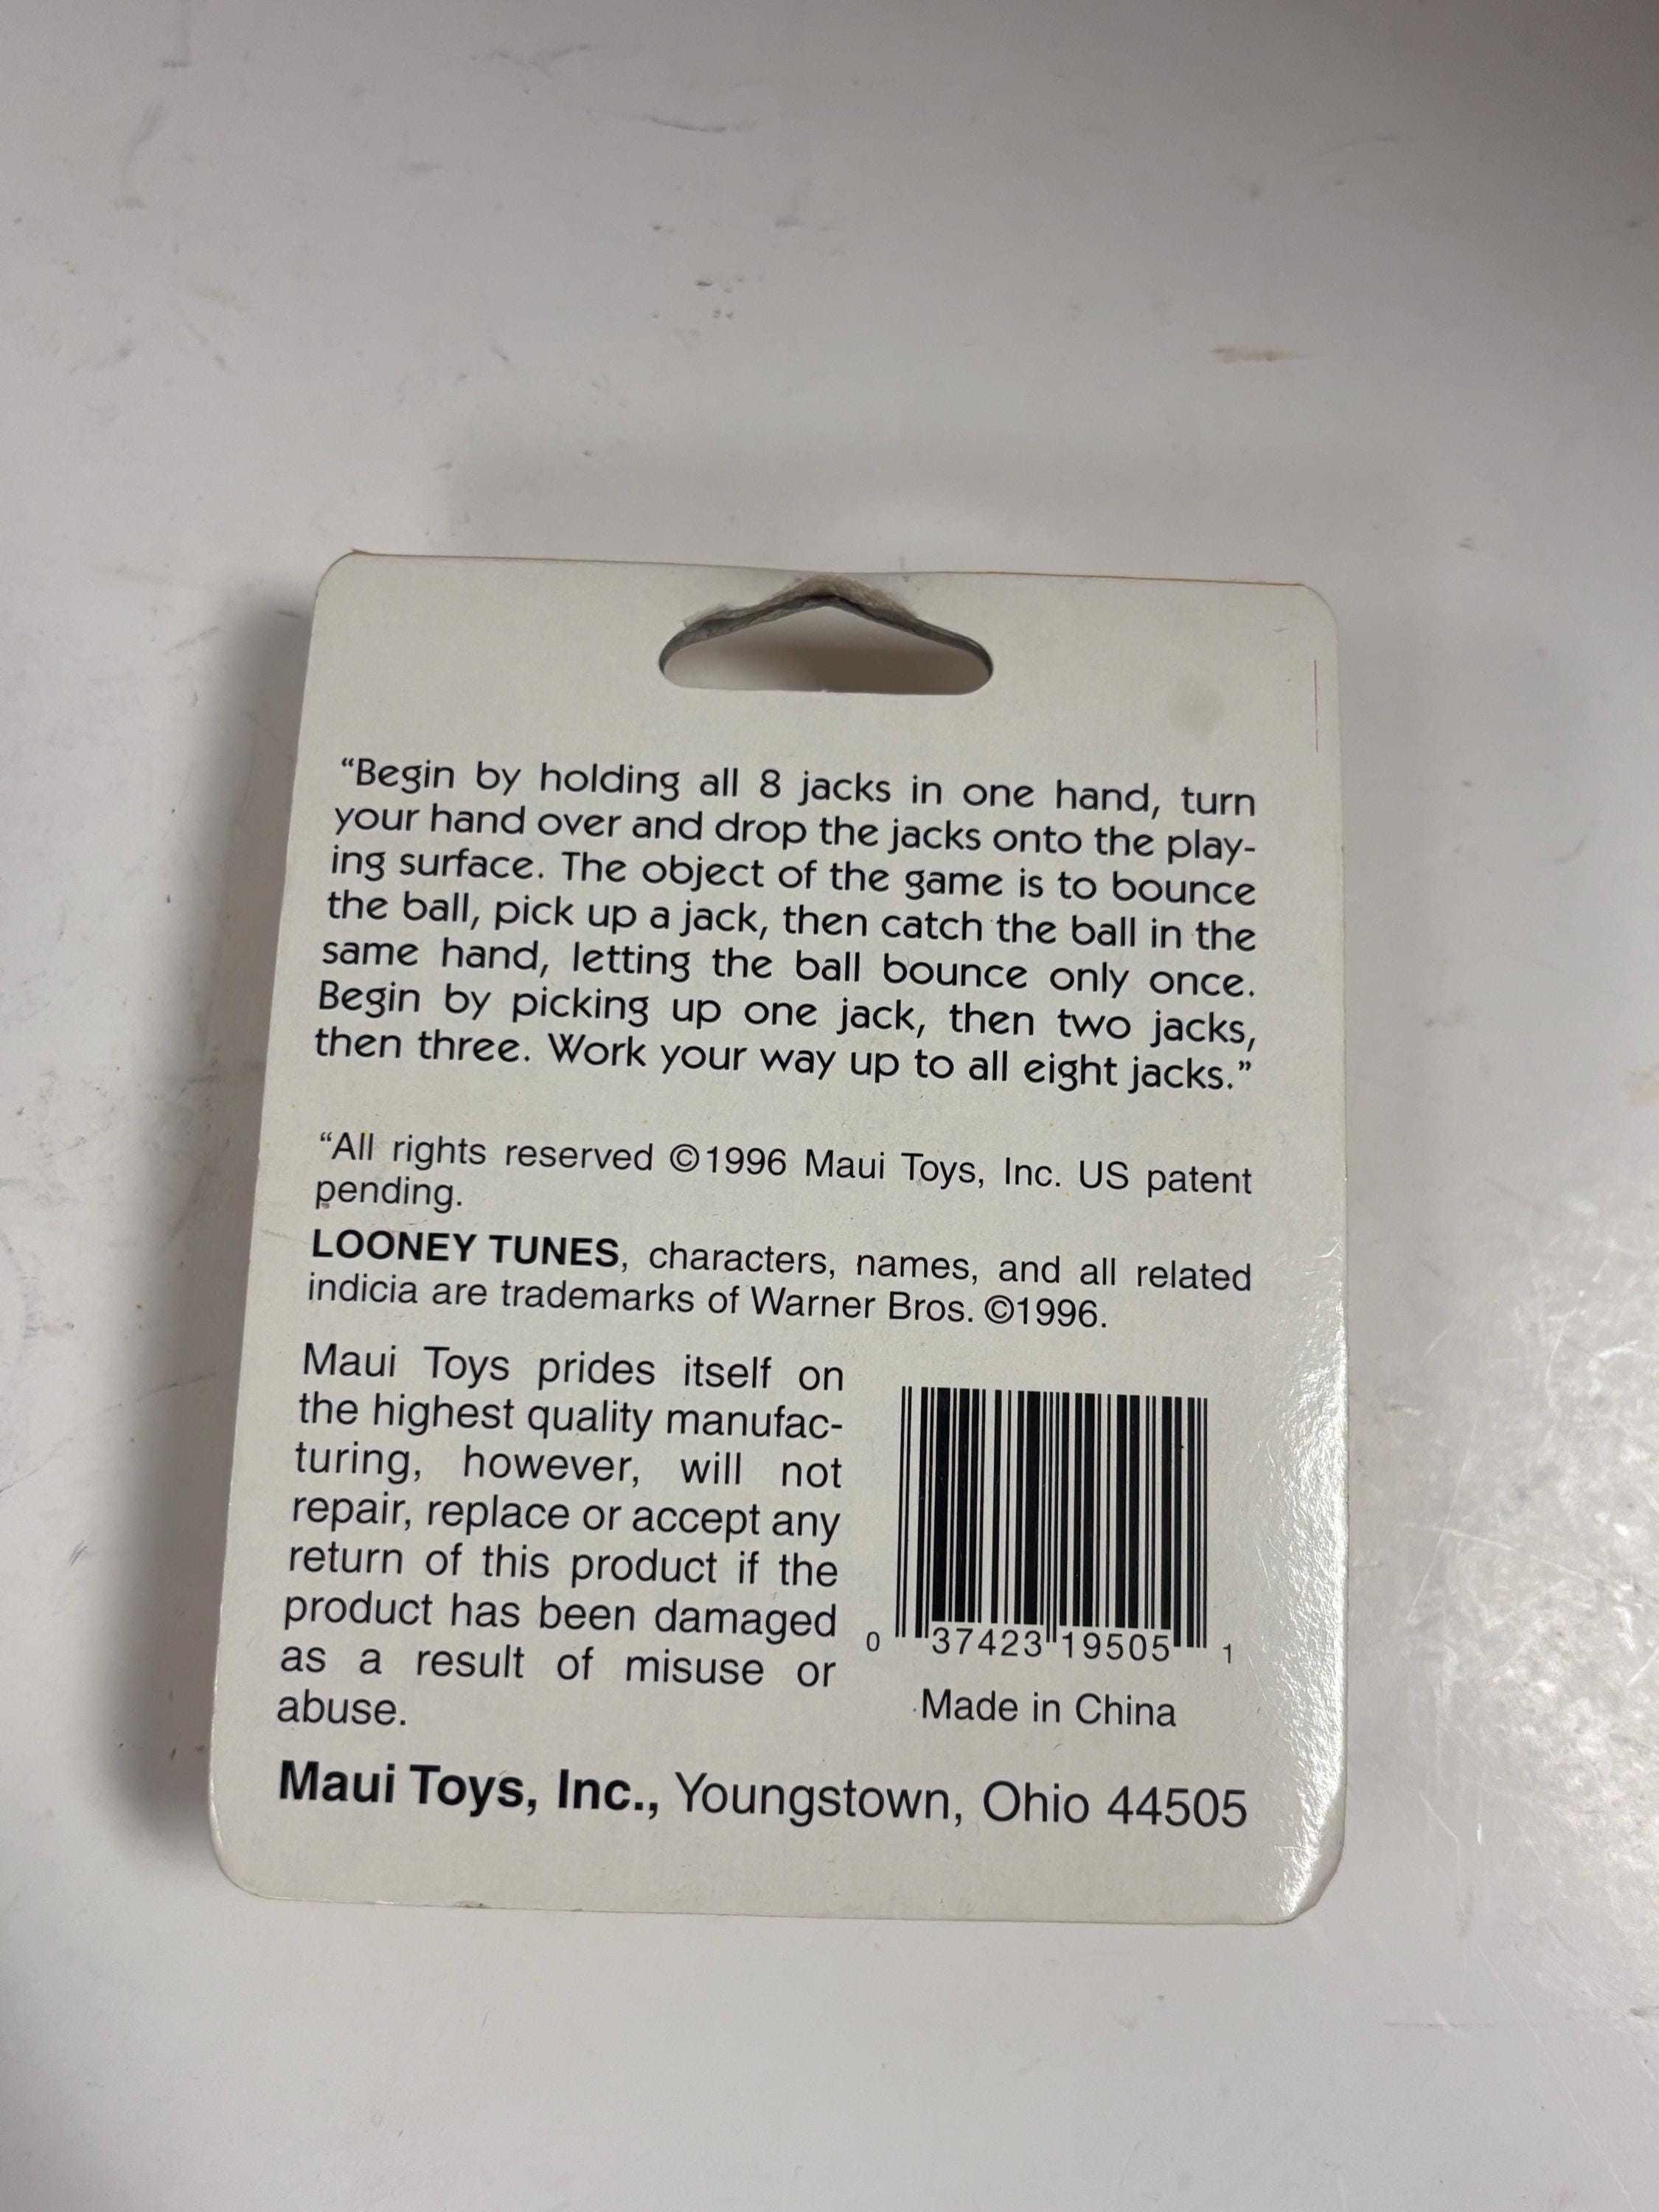 “Begin by holding all 8 jacks in one hand, turn
your hand over and drop the jacks onto the play-
ing surface. The object of the game is to bounce
the ball, pick up a jack, then catch the ball in the
same hand, letting the ball bounce only once.
Begin by picking up one jack, then two jacks,
then three. Work your way up to all eight jacks.”
“All rights reserved ©1996 Maui Toys, Inc. US patent
pending.
LOONEY TUNES, characters, names, and all related
indicia are trademarks of Warner Bros. ©1996.
Maui Toys prides itself on
the highest quality manufac-
turing, however, will not
repair, replace or accept any
return of this product if the
product has been damaged
as a result of misuse or
abuse.
0 37423 19505 1
Made in China
Maui Toys, Inc., Youngstown, Ohio 44505